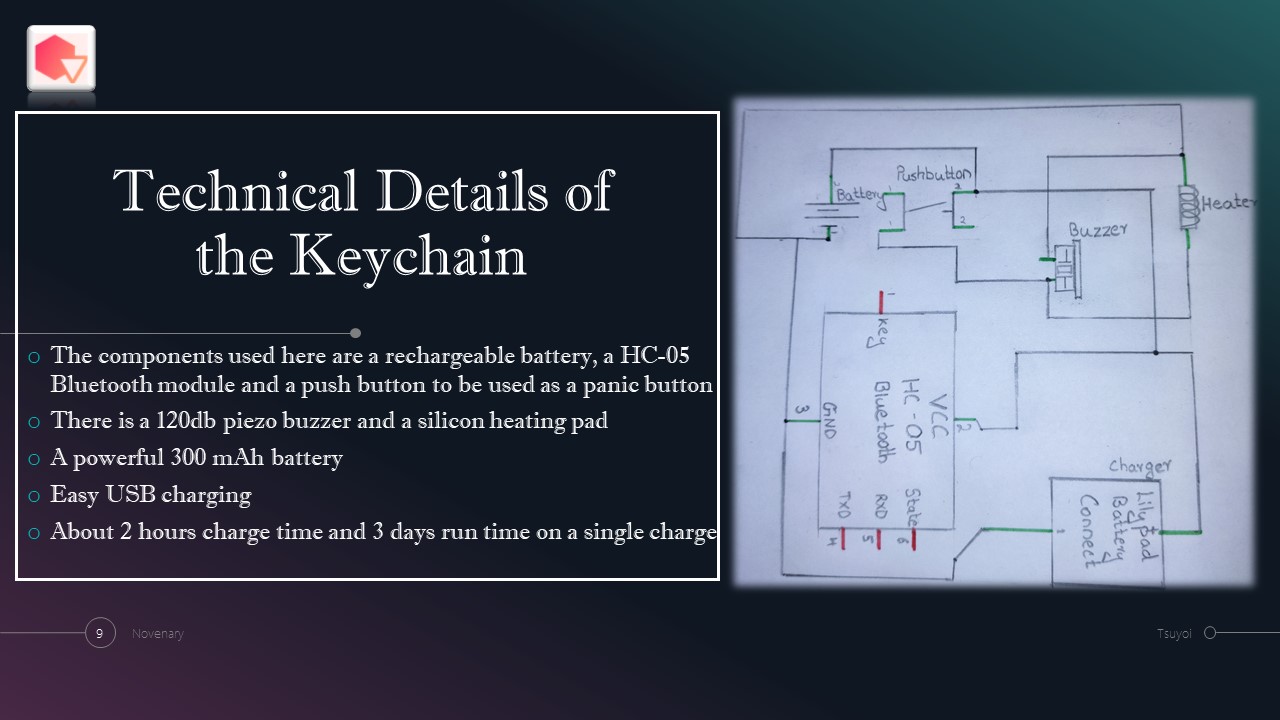 Technical Details of
the Keychain
The components used here are a rechargeable battery, a HC-05
Bluetooth module and a push button to be used as a panic button
There is a 120db piezo buzzer and a silicon heating pad
A powerful 300 mAh battery
Easy USB charging
About 2 hours charge time and 3 days run time on a single charge
Pushbutton
Battery
2
1
2
Heater
Buzzer
1
Key
HC-05
Bluetooth
VCC
2
3
GND
TXD
RXD
State
4
5
6
Charger
Lilypad
Battery
Connect
1
9
Novenary
Tsuyoi